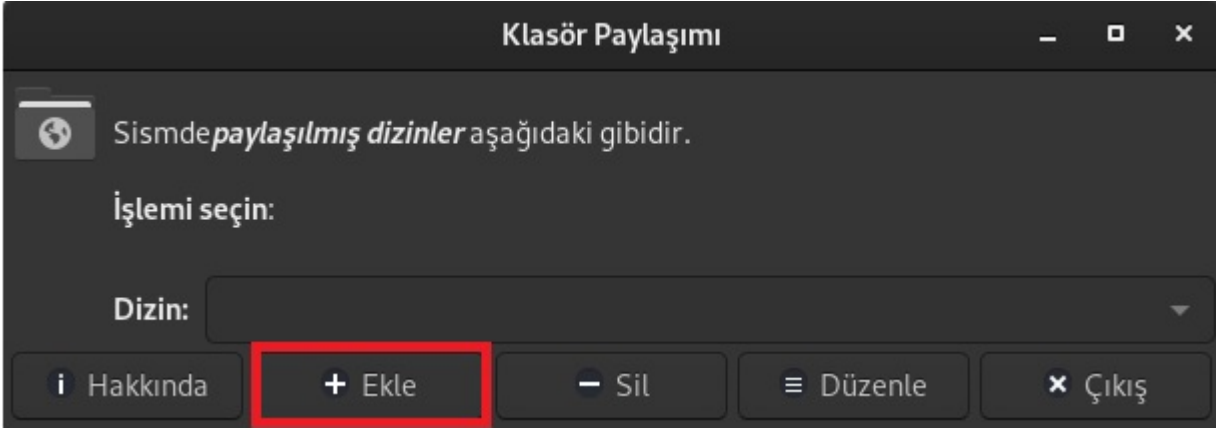 Klasör Paylaşımı
Sismdepaylaşılmış dizinler aşağıdaki gibidir.
İşlemi seçin:
Dizin:
Hakkında
Ekle
Sil
Düzenle
Çıkış